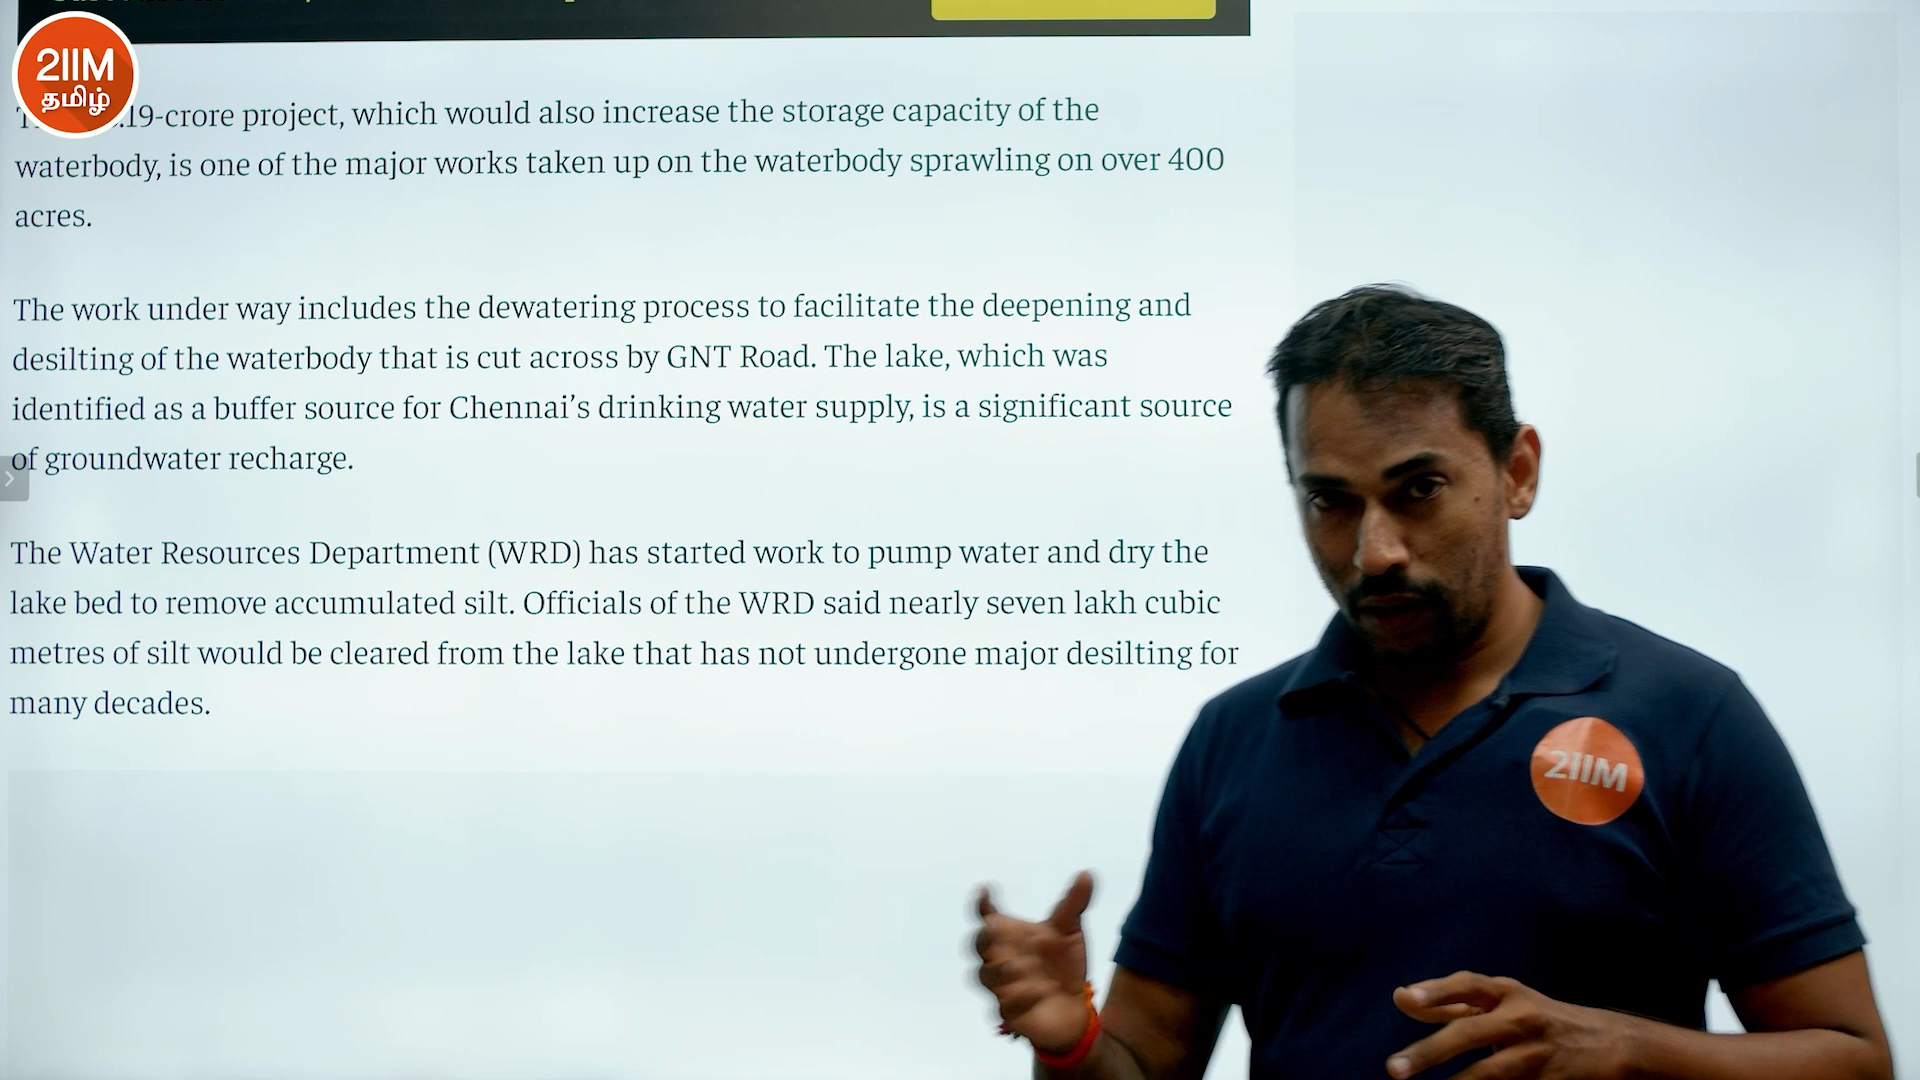 2IIM
தமிழ்
.19-crore project, which would also increase the storage capacity of the
waterbody, is one of the major works taken up on the waterbody sprawling on over 400
acres.
The work under way includes the dewatering process to facilitate the deepening and
desilting of the waterbody that is cut across by GNT Road. The lake, which was
identified as a buffer source for Chennai’s drinking water supply, is a significant source
of groundwater recharge.
The Water Resources Department (WRD) has started work to pump water and dry the
lake bed to remove accumulated silt. Officials of the WRD said nearly seven lakh cubic
metres of silt would be cleared from the lake that has not undergone major desilting for
many decades.
2IIM